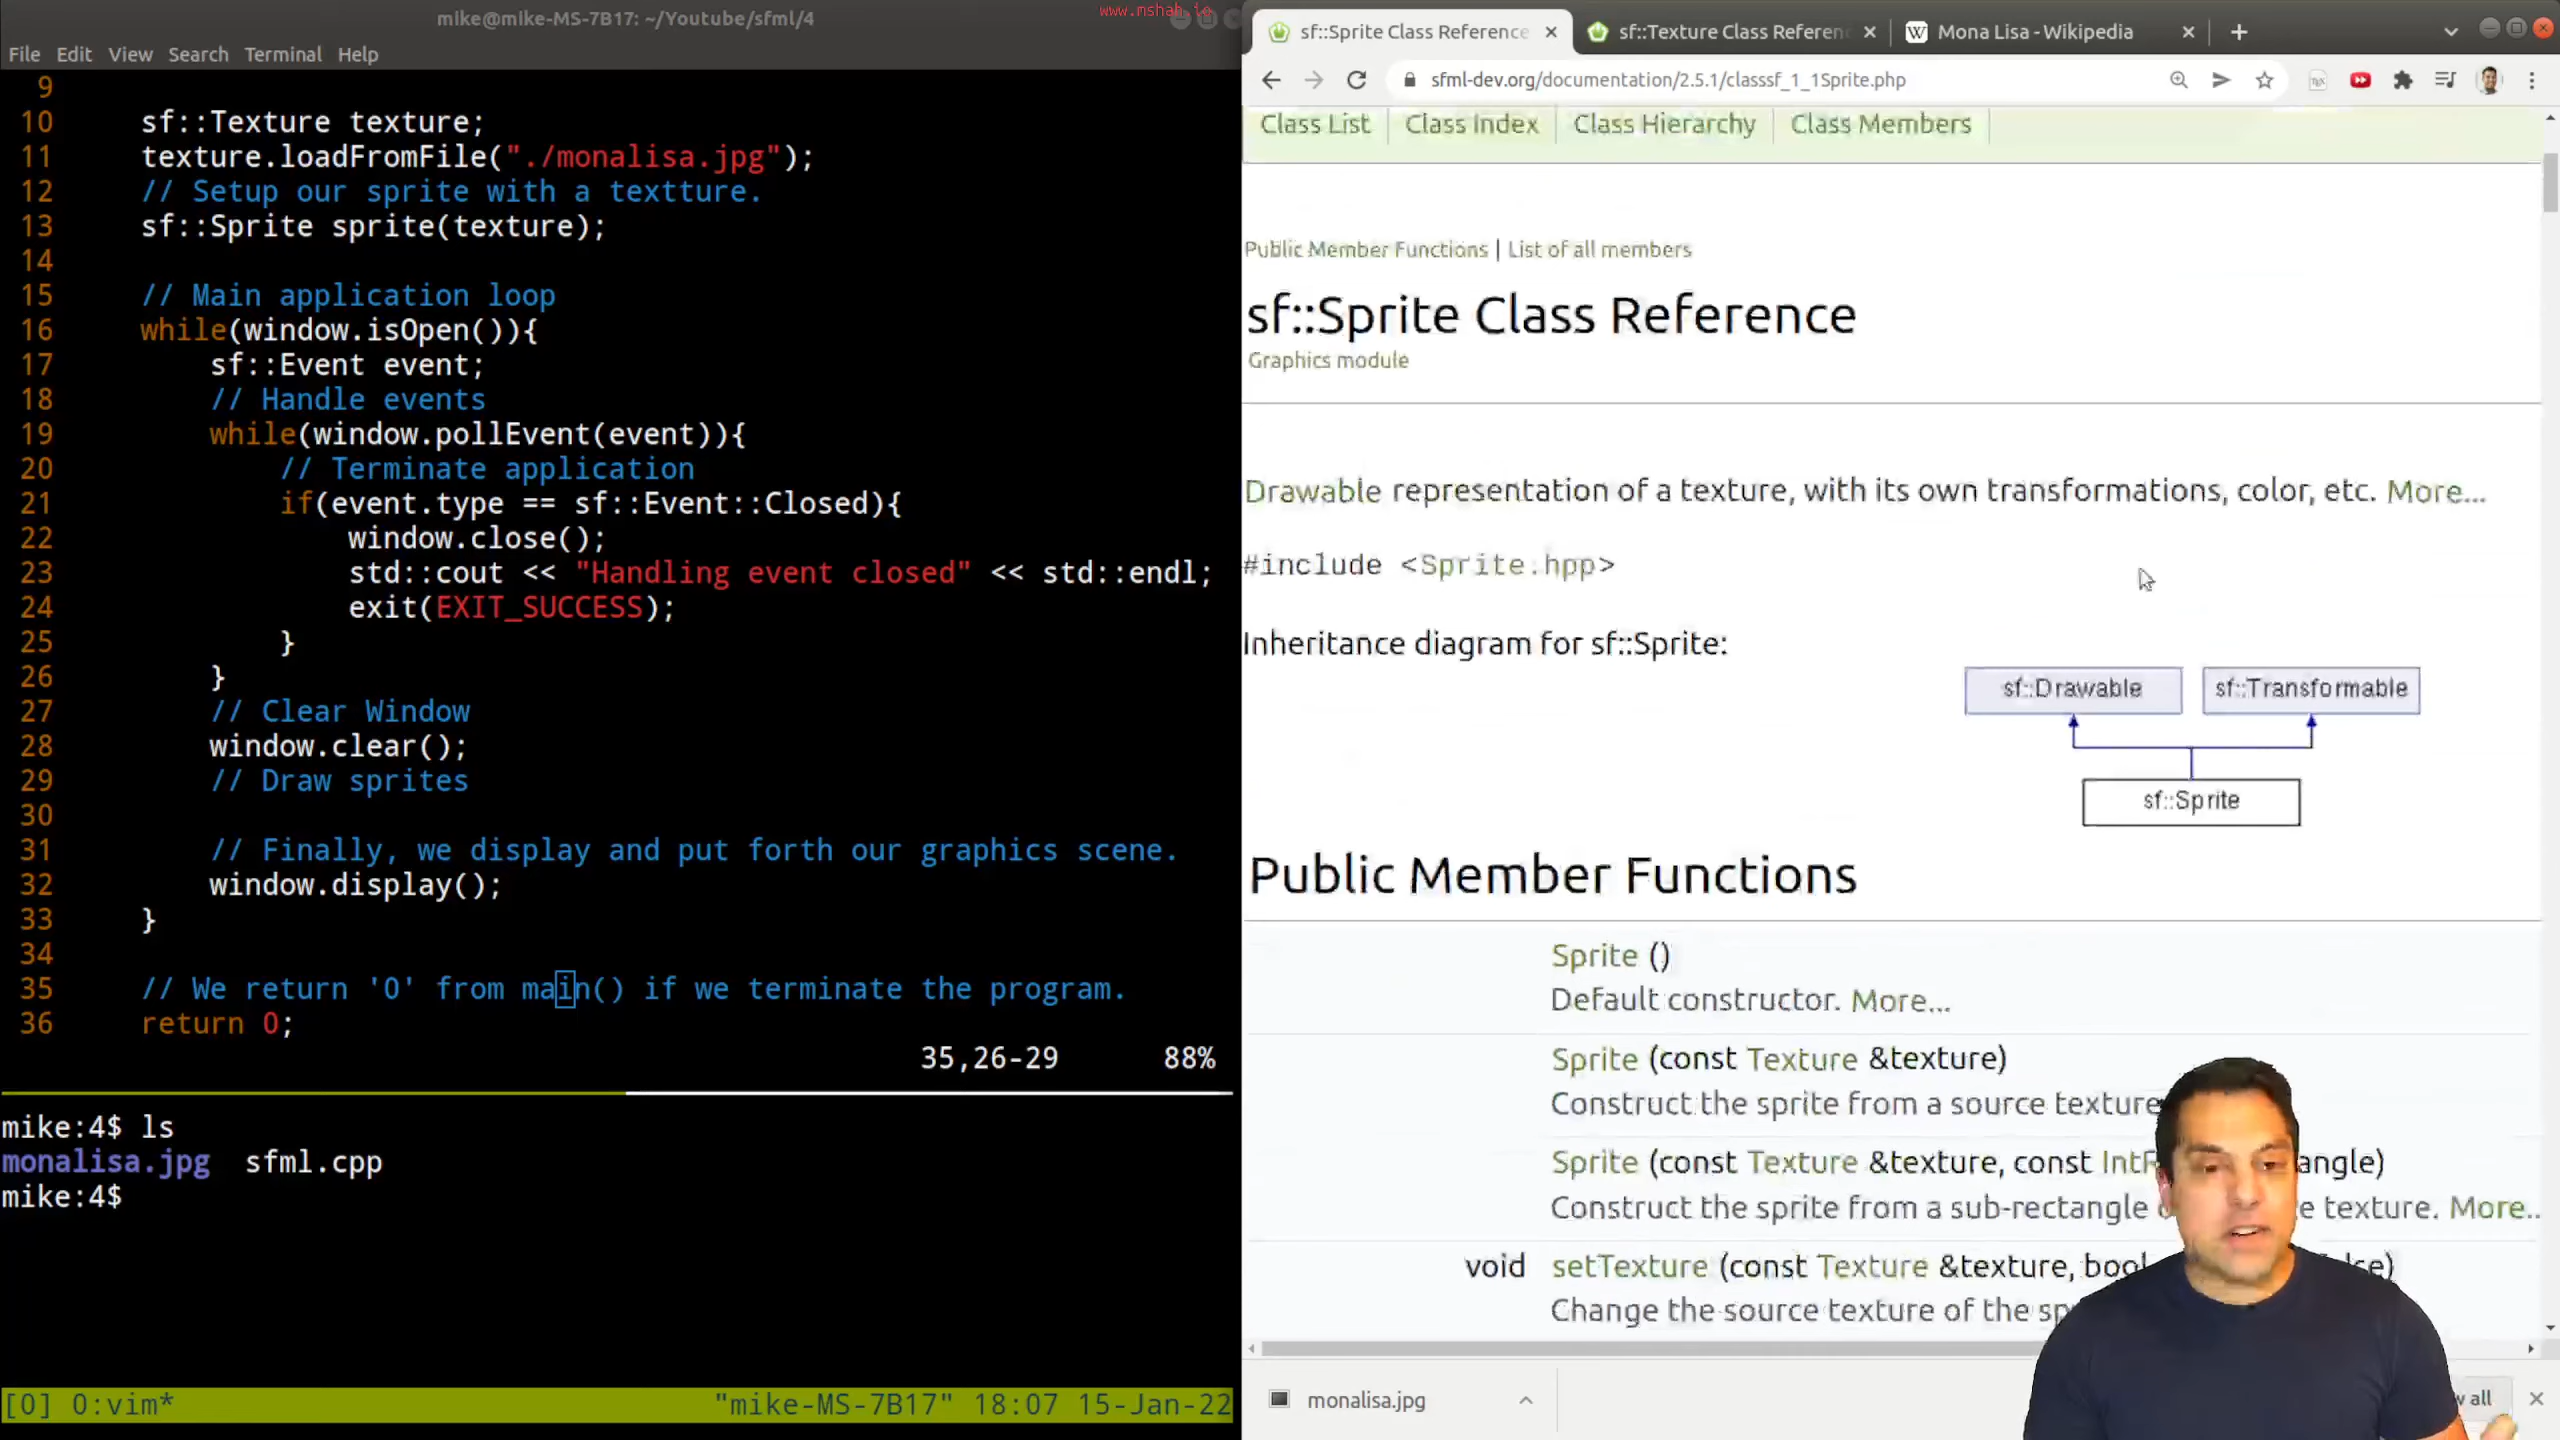 mike@mike-MS-7B17: ~/Youtube/sfml/4
www.mshah.io
File Edit View Search Terminal Help
9
10 sf::Texture texture;
11 texture.loadFromFile("./monalisa.jpg");
12 // Setup our sprite with a textture.
13 sf::Sprite sprite(texture);
14
15 // Main application loop
16 while(window.isOpen()){
17 sf::Event event;
18 // Handle events
19 while(window.pollEvent(event)){
20 // Terminate application
21 if(event.type == sf::Event::Closed){
22 window.close();
23 std::cout << "Handling event closed" << std::endl;
24 exit(EXIT_SUCCESS);
25 }
26 }
27 // Clear Window
28 window.clear();
29 // Draw sprites
30
31 // Finally, we display and put forth our graphics scene.
32 window.display();
33 }
34
35 // We return '0' from main() if we terminate the program.
36 return 0;
35,26-29 88%
mike:4$ ls
monalisa.jpg sfml.cpp
mike:4$
[0] 0:vim* "mike-MS-7B17" 18:07 15-Jan-22
sf::Sprite Class Reference
sf::Texture Class Referen
Mona Lisa - Wikipedia
sfml-dev.org/documentation/2.5.1/classsf_1_1Sprite.php
Class List Class Index Class Hierarchy Class Members
Public Member Functions | List of all members
sf::Sprite Class Reference
Graphics module
Drawable representation of a texture, with its own transformations, color, etc. More...
#include <Sprite.hpp>
Inheritance diagram for sf::Sprite:
sf::Drawable sf::Transformable
sf::Sprite
Public Member Functions
Sprite ()
Default constructor. More...
Sprite (const Texture &texture)
Construct the sprite from a source texture
Sprite (const Texture &texture, const
Construct the sprite from a sub-rectangle texture. More..
void setTexture (const Texture &texture, bool
Change the source texture of the
monalisa.jpg
all